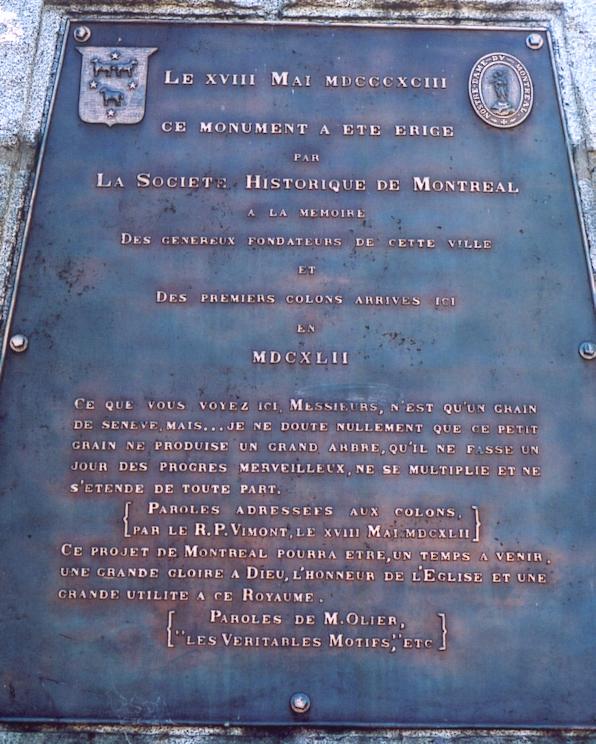 LE XVIII MAI MDCCCXCIII
NOSTRE-DAME-DV-MONTREAL
CE MONUMENT A ETE ERIGE
PAR
LA SOCIETE HISTORIQUE DE MONTREAL
A LA MEMOIRE
DES GENEREUX FONDATEURS DE CETTE VILLE
ET
DES PREMIERS COLONS ARRIVES ICI
EN
MDCXLII
CE QUE VOUS VOYEZ ICI, MESSIEURS, N'EST QU'UN GRAIN
DE SENEVE, MAIS... JE NE DOUTE NULLEMENT QUE CE PETIT
GRAIN NE PRODUISE UN GRAND ARBRE, QU'IL NE FASSE UN
JOUR DES PROGRES MERVEILLEUX, NE SE MULTIPLIE ET NE
S'ETENDE DE TOUTE PART.
[PAROLES ADRESSÉES AUX COLONS,
PAR LE R.P. VIMONT, LE XVIII MAI MDCXLII]
CE PROJET DE MONTREAL POURRA ETRE, UN TEMPS A VENIR,
UNE GRANDE GLOIRE A DIEU, L'HONNEUR DE L'EGLISE ET UNE
GRANDE UTILITE A CE ROYAUME.
[PAROLES DE M. OLIER,
"LES VERITABLES MOTIFS," ETC]